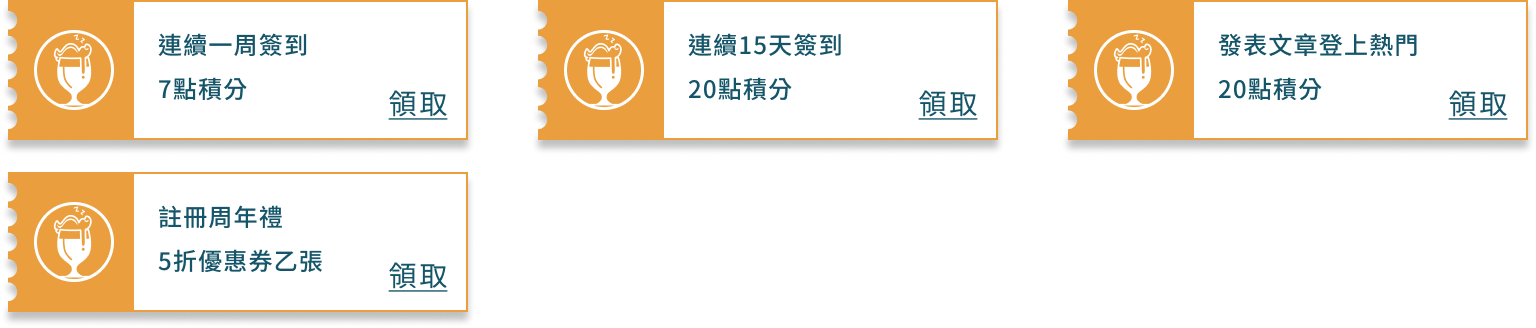 連續一周簽到
7點積分
領取
連續15天簽到
20點積分
領取
發表文章登上熱門
20點積分
領取
註冊周年禮
5折優惠券乙張
領取